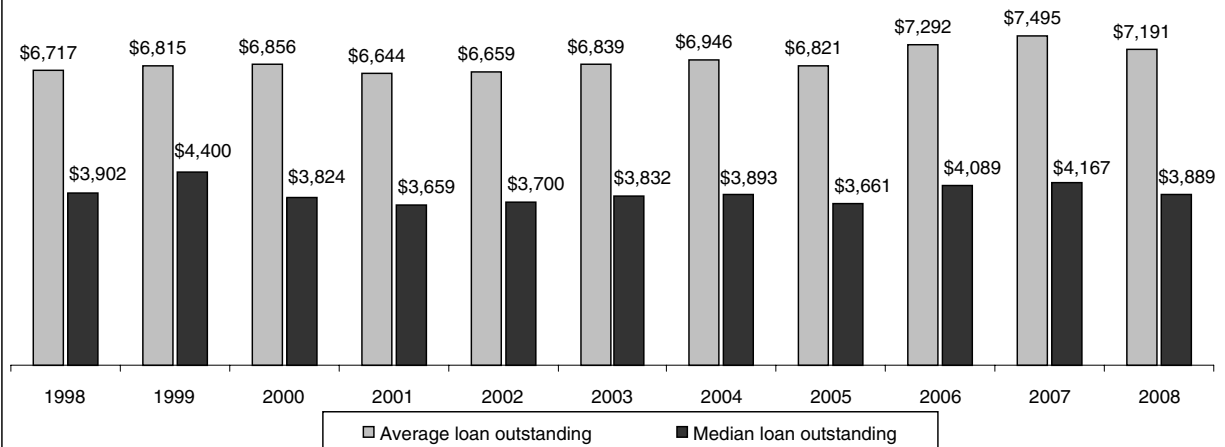 $6,717 $6,815 $6,856 $6,644 $6,659 $6,839 $6,946 $6,821 $7,292 $7,495 $7,191
$3,902 $4,400 $3,824 $3,659 $3,700 $3,832 $3,893 $3,661 $4,089 $4,167 $3,889
1998 1999 2000 2001 2002 2003 2004 2005 2006 2007 2008
Average loan outstanding Median loan outstanding